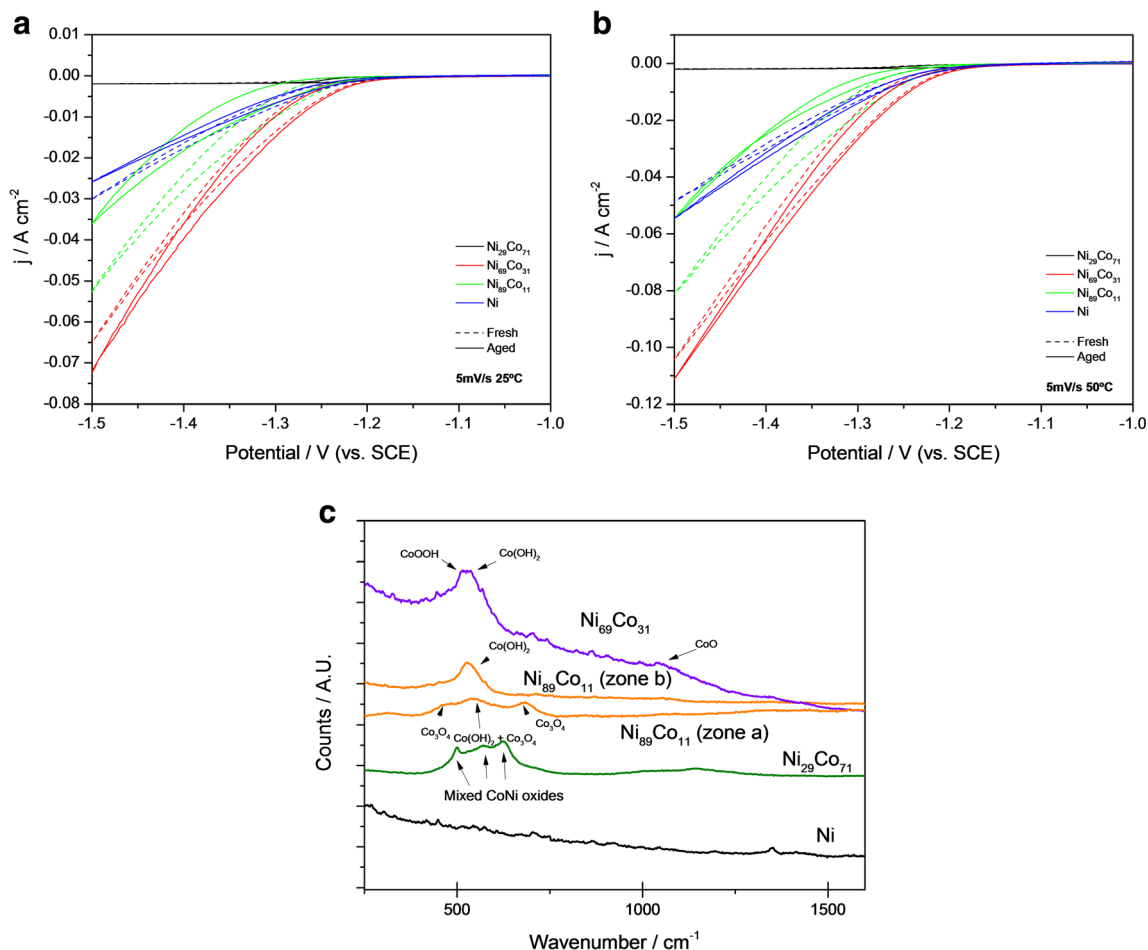 a
0.01
0.00
-0.01
-0.02
-0.03
-0.04
-0.05
-0.06
-0.07
-0.08
j / A cm⁻²
Ni₂₉Co₇₁
Ni₆₉Co₃₁
Ni₈₉Co₁₁
Ni
Fresh
Aged
5mV/s 25ºC
-1.5 -1.4 -1.3 -1.2 -1.1 -1.0
Potential / V (vs. SCE)
b
0.00
-0.02
-0.04
-0.06
-0.08
-0.10
-0.12
j / A cm⁻²
Ni₂₉Co₇₁
Ni₆₉Co₃₁
Ni₈₉Co₁₁
Ni
Fresh
Aged
5mV/s 50ºC
-1.5 -1.4 -1.3 -1.2 -1.1 -1.0
Potential / V (vs. SCE)
c
Counts / A.U.
CoOOH
Co(OH)₂
Ni₆₉Co₃₁
CoO
Co(OH)₂
Ni₈₉Co₁₁ (zone b)
Co₃O₄
Co(OH)₂ + Co₃O₄
Co₃O₄
Ni₈₉Co₁₁ (zone a)
Ni₂₉Co₇₁
Mixed CoNi oxides
Ni
500 1000 1500
Wavenumber / cm⁻¹